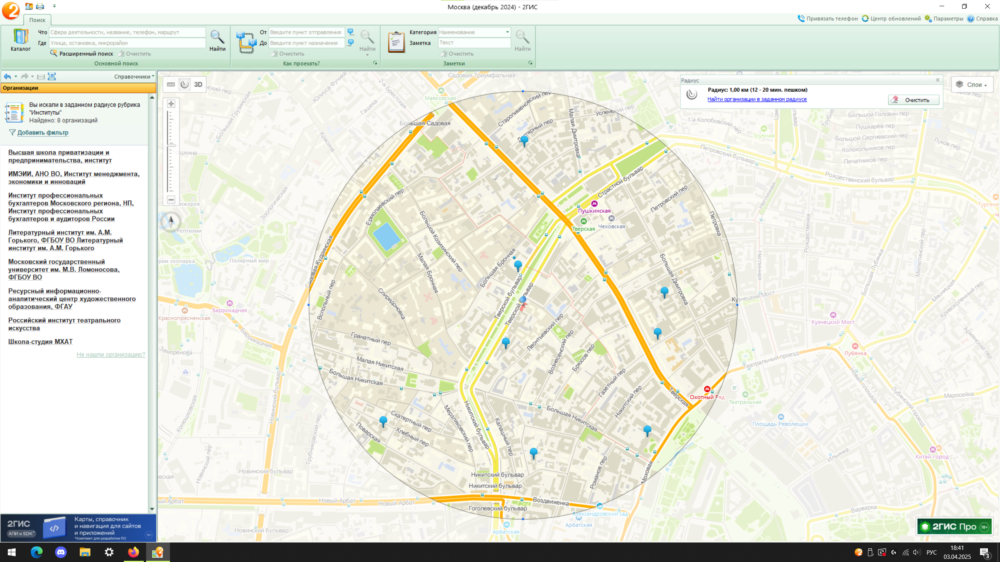 Москва (декабрь 2024) - 2ГИС
Поиск
Привязать телефон
Центр обновлений
Параметры
Справка
Каталог
Что
Сфера деятельности, название, телефон, маршрут
Где
Улица, остановка, микрорайон
Расширенный поиск
Очистить
Найти
Основной поиск
От
Введите пункт отправления
До
Введите пункт назначения
Очистить
Найти
Как проехать?
Категория
Наименование
Заметка
Текст
Очистить
Найти
Заметки
Справочники
Организации
Вы искали в заданном радиусе рубрика
"Институты"
Найдено: 8 организаций
Добавить фильтр
Высшая школа приватизации и
предпринимательства, институт
ИМЭИИ, АНО ВО, Институт менеджмента,
экономики и инноваций
Институт профессиональных
бухгалтеров Московского региона, НП,
Институт профессиональных
бухгалтеров и аудиторов России
Литературный институт им. А.М.
Горького, ФГБОУ ВО Литературный
институт им. А.М. Горького
Московский государственный
университет им. М.В. Ломоносова,
ФГБОУ ВО
Ресурсный информационно-
аналитический центр художественного
образования, ФГАУ
Российский институт театрального
искусства
Школа-студия МХАТ
Не нашли организацию?
2ГИС
АПИ и SDK*
Карты, справочник
и навигация для сайтов
и приложений
*Комплект для разработки ПО
18+
3D
Радиус
Радиус: 1,00 км (12 - 20 мин. пешком)
Найти организации в заданном радиусе
Очистить
Слои
Садовая-Триумфальная
2-я Брестская
Юлиуса Фучика
Гашека
Большая Грузинская
Красина
Маяковская
Большая Садовая
Старопименовский пер
Успенский пер
Малая Дмитровка
1-й Колобовский пер
Трубная
Большой Головин пер
Пушкарёв пер
Большой Сергиевский пер
Колокольников пер
Печатников пер
Луков пер
Петровский бульвар
Рождественский бульвар
Страстной бульвар
Петровский пер
Петровка
Неглинная
Неглинная
Рождественка
Большая Лубянка
Милютинский пер
Мясницкая
Кривоколенный пер
Армянский пер
Пушкинская
Тверская
Чеховская
Зоологическая
Рептилии
Полярный мир
рии зоопарка
Ермолаевский пер
Большой Козихинский пер
Малая Бронная
Большая Бронная
Садовая-Кудринская
Вспольный пер
Спиридоновка
Тверской бульвар
Тверской бульвар
Большая Дмитровка
Кузнецкий Мост
Кузнецкий Мост
Лубянка
Баррикадная
Краснопресненская
Баррикадная
Заморёнова
Гранатный пер
Малая Никитская
Большая Никитская
Леонтьевский пер
Вознесенский пер
Брюсов пер
Газетный пер
Никитский пер
Тверская
Охотный Ряд
Театральный проезд
Театральная
Площадь Революции
Новая площадь
Лубянский проезд
Маросейка
Китай-город
Ильинка
Варварка
Конюшковская
Новинский бульвар
Трубниковский пер
Новинский пер
Новинский бульвар
Скатертный пер
Хлебный пер
Поварская
Мерзляковский пер
Никитский бульвар
Калашный пер
Большая Никитская
Романов пер
Моховая
Никитский бульвар
Никитский бульвар
Новый Арбат
Новый Арбат
Воздвиженка
Гоголевский бульвар
Александровский сад
Арбатская
Арбатская
Новинский бульвар
2ГИС Про
18+
РУС
18:41
03.04.2025
3